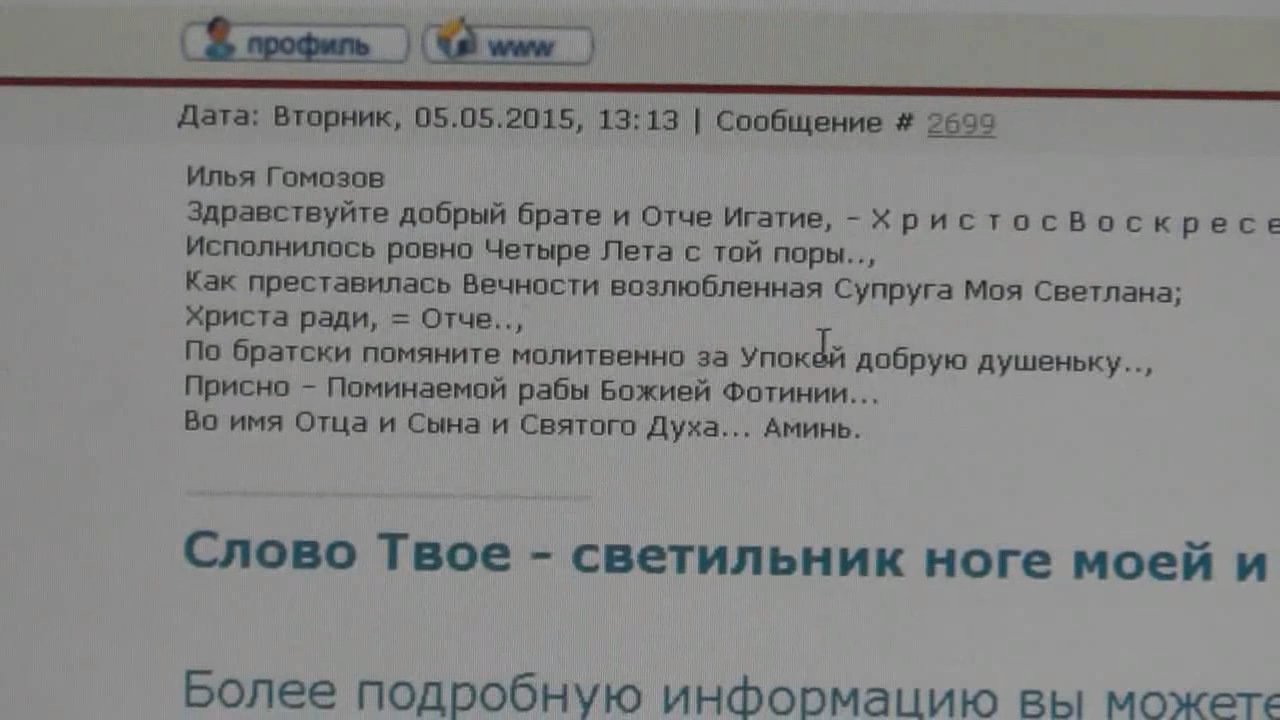 профиль www
Дата: Вторник, 05.05.2015, 13:13 | Сообщение # 2699
Илья Гомозов
Здравствуйте добрый брате и Отче Игатие, - Х р и с т о с В о с к р е с е
Исполнилось ровно Четыре Лета с той поры..,
Как преставилась Вечности возлюбленная Супруга Моя Светлана;
Христа ради, = Отче..,
По братски помяните молитвенно за Упокей добрую душеньку..,
Присно - Поминаемой рабы Божией Фотинии...
Во имя Отца и Сына и Святого Духа... Аминь.
Слово Твое - светильник ноге моей и
Более подробную информацию вы можете